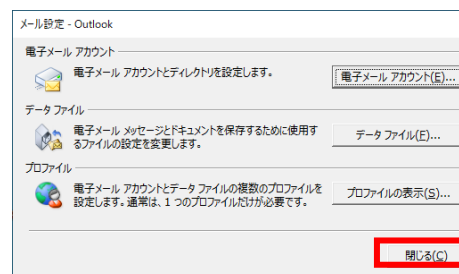 メール設定 - Outlook
電子メール アカウント
電子メール アカウントとディレクトリを設定します。
電子メール アカウント(E)...
データ ファイル
電子メール メッセージとドキュメントを保存するために使用す
るファイルの設定を変更します。
データ ファイル(F)...
プロファイル
電子メール アカウントとデータ ファイルの複数のプロファイルを
設定します。通常は、1 つのプロファイルだけが必要です。
プロファイルの表示(S)...
閉じる(C)